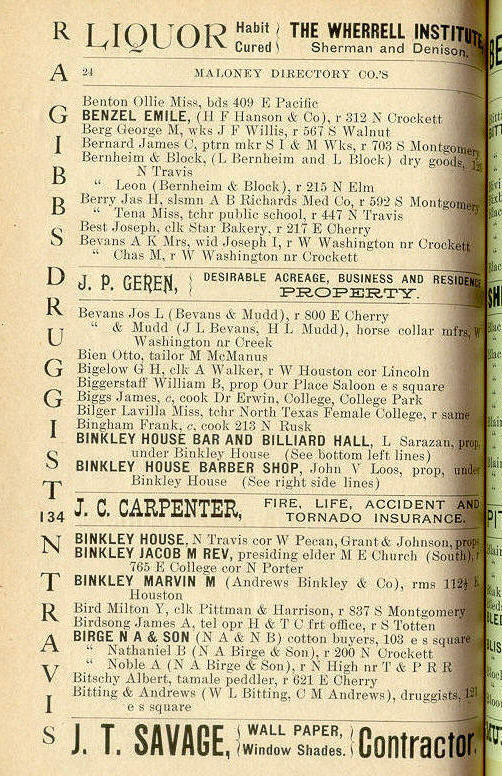 LIQUOR Habit Cured } THE WHERRELL INSTITUTE,
Sherman and Denison.
24 MALONEY DIRECTORY CO.'S
Benton Ollie Miss, bds 409 E Pacific
BENZEL EMILE, (H F Hanson & Co), r 312 N Crockett
Berg George M, wks J F Willis, r 567 S Walnut
Bernard James C, ptrn mkr S I & M Wks, r 703 S Montgomery
Bernheim & Block, (L Bernheim and L Block) dry goods,
N Travis
“ Leon (Bernheim & Block), r 215 N Elm
Berry Jas H, slsmn A B Richards Med Co, r 592 S Montgomery
“ Tena Miss, tchr public school, r 447 N Travis
Best Joseph, clk Star Bakery, r 217 E Cherry
Bevans A K Mrs, wid Joseph I, r W Washington nr Crockett
“ Chas M, r W Washington nr Crockett
J. P. GEREN, } DESIRABLE ACREAGE, BUSINESS AND RESIDENCE
PROPERTY.
Bevans Jos L (Bevans & Mudd), r 800 E Cherry
“ & Mudd (J L Bevans, H L Mudd), horse collar mfrs, W
Washington nr Creek
Bien Otto, tailor M McManus
Bigelow G H, clk A Walker, r W Houston cor Lincoln
Biggerstaff William B, prop Our Place Saloon e s square
Biggs James, c, cook Dr Erwin, College, College Park
Bilger Lavilla Miss, tchr North Texas Female College, r same
Bingham Frank, c, cook 213 N Rusk
BINKLEY HOUSE BAR AND BILLIARD HALL, L Sarazan, prop,
under Binkley House (See bottom left lines)
BINKLEY HOUSE BARBER SHOP, John V Loos, prop, under
Binkley House (See right side lines)
J. C. CARPENTER, FIRE, LIFE, ACCIDENT AND
TORNADO INSURANCE.
BINKLEY HOUSE, N Travis cor W Pecan, Grant & Johnson, props
BINKLEY JACOB M REV, presiding elder M E Church (South), r
765 E College cor N Porter
BINKLEY MARVIN M (Andrews Binkley & Co), rms 112½ E
Houston
Bird Milton Y, clk Pittman & Harrison, r 837 S Montgomery
Birdsong James A, tel opr H & T C frt office, r S Totten
BIRGE N A & SON (N A & N B) cotton buyers, 103 e s square
“ Nathaniel B (N A Birge & Son), r 200 N Crockett
“ Noble A (N A Birge & Son), r N High nr T & P R R
Bitschy Albert, tamale peddler, r 621 E Cherry
Bitting & Andrews (W L Bitting, C M Andrews), druggists,
e s square
J. T. SAVAGE, { WALL PAPER, Window Shades. } Contractor.
RAGIBBS DRUGGIST 134 N TRAVIS